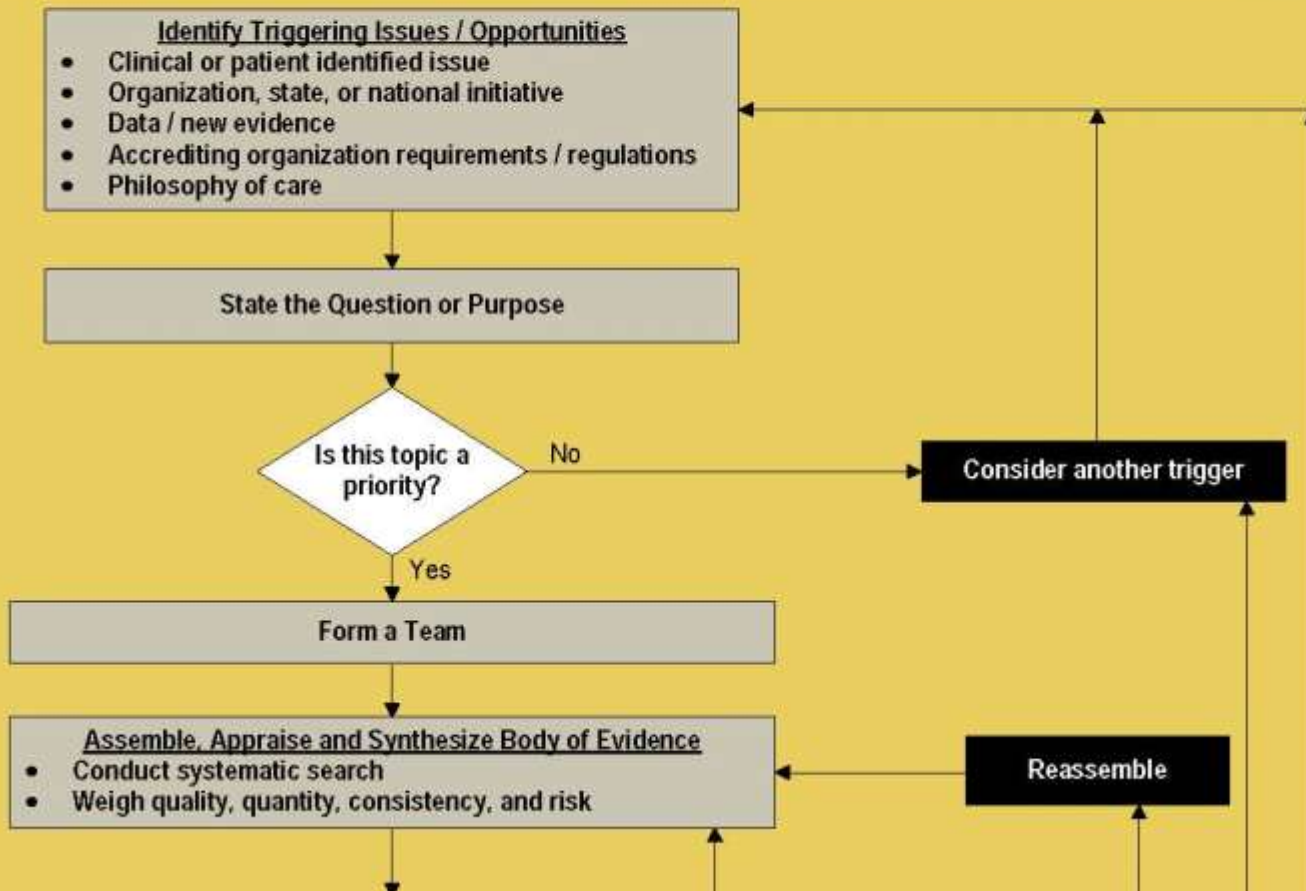 Identify Triggering Issues / Opportunities
• Clinical or patient identified issue
• Organization, state, or national initiative
• Data / new evidence
• Accrediting organization requirements / regulations
• Philosophy of care
State the Question or Purpose
Is this topic a
priority?
No
Consider another trigger
Yes
Form a Team
Assemble, Appraise and Synthesize Body of Evidence
• Conduct systematic search
• Weigh quality, quantity, consistency, and risk
Reassemble